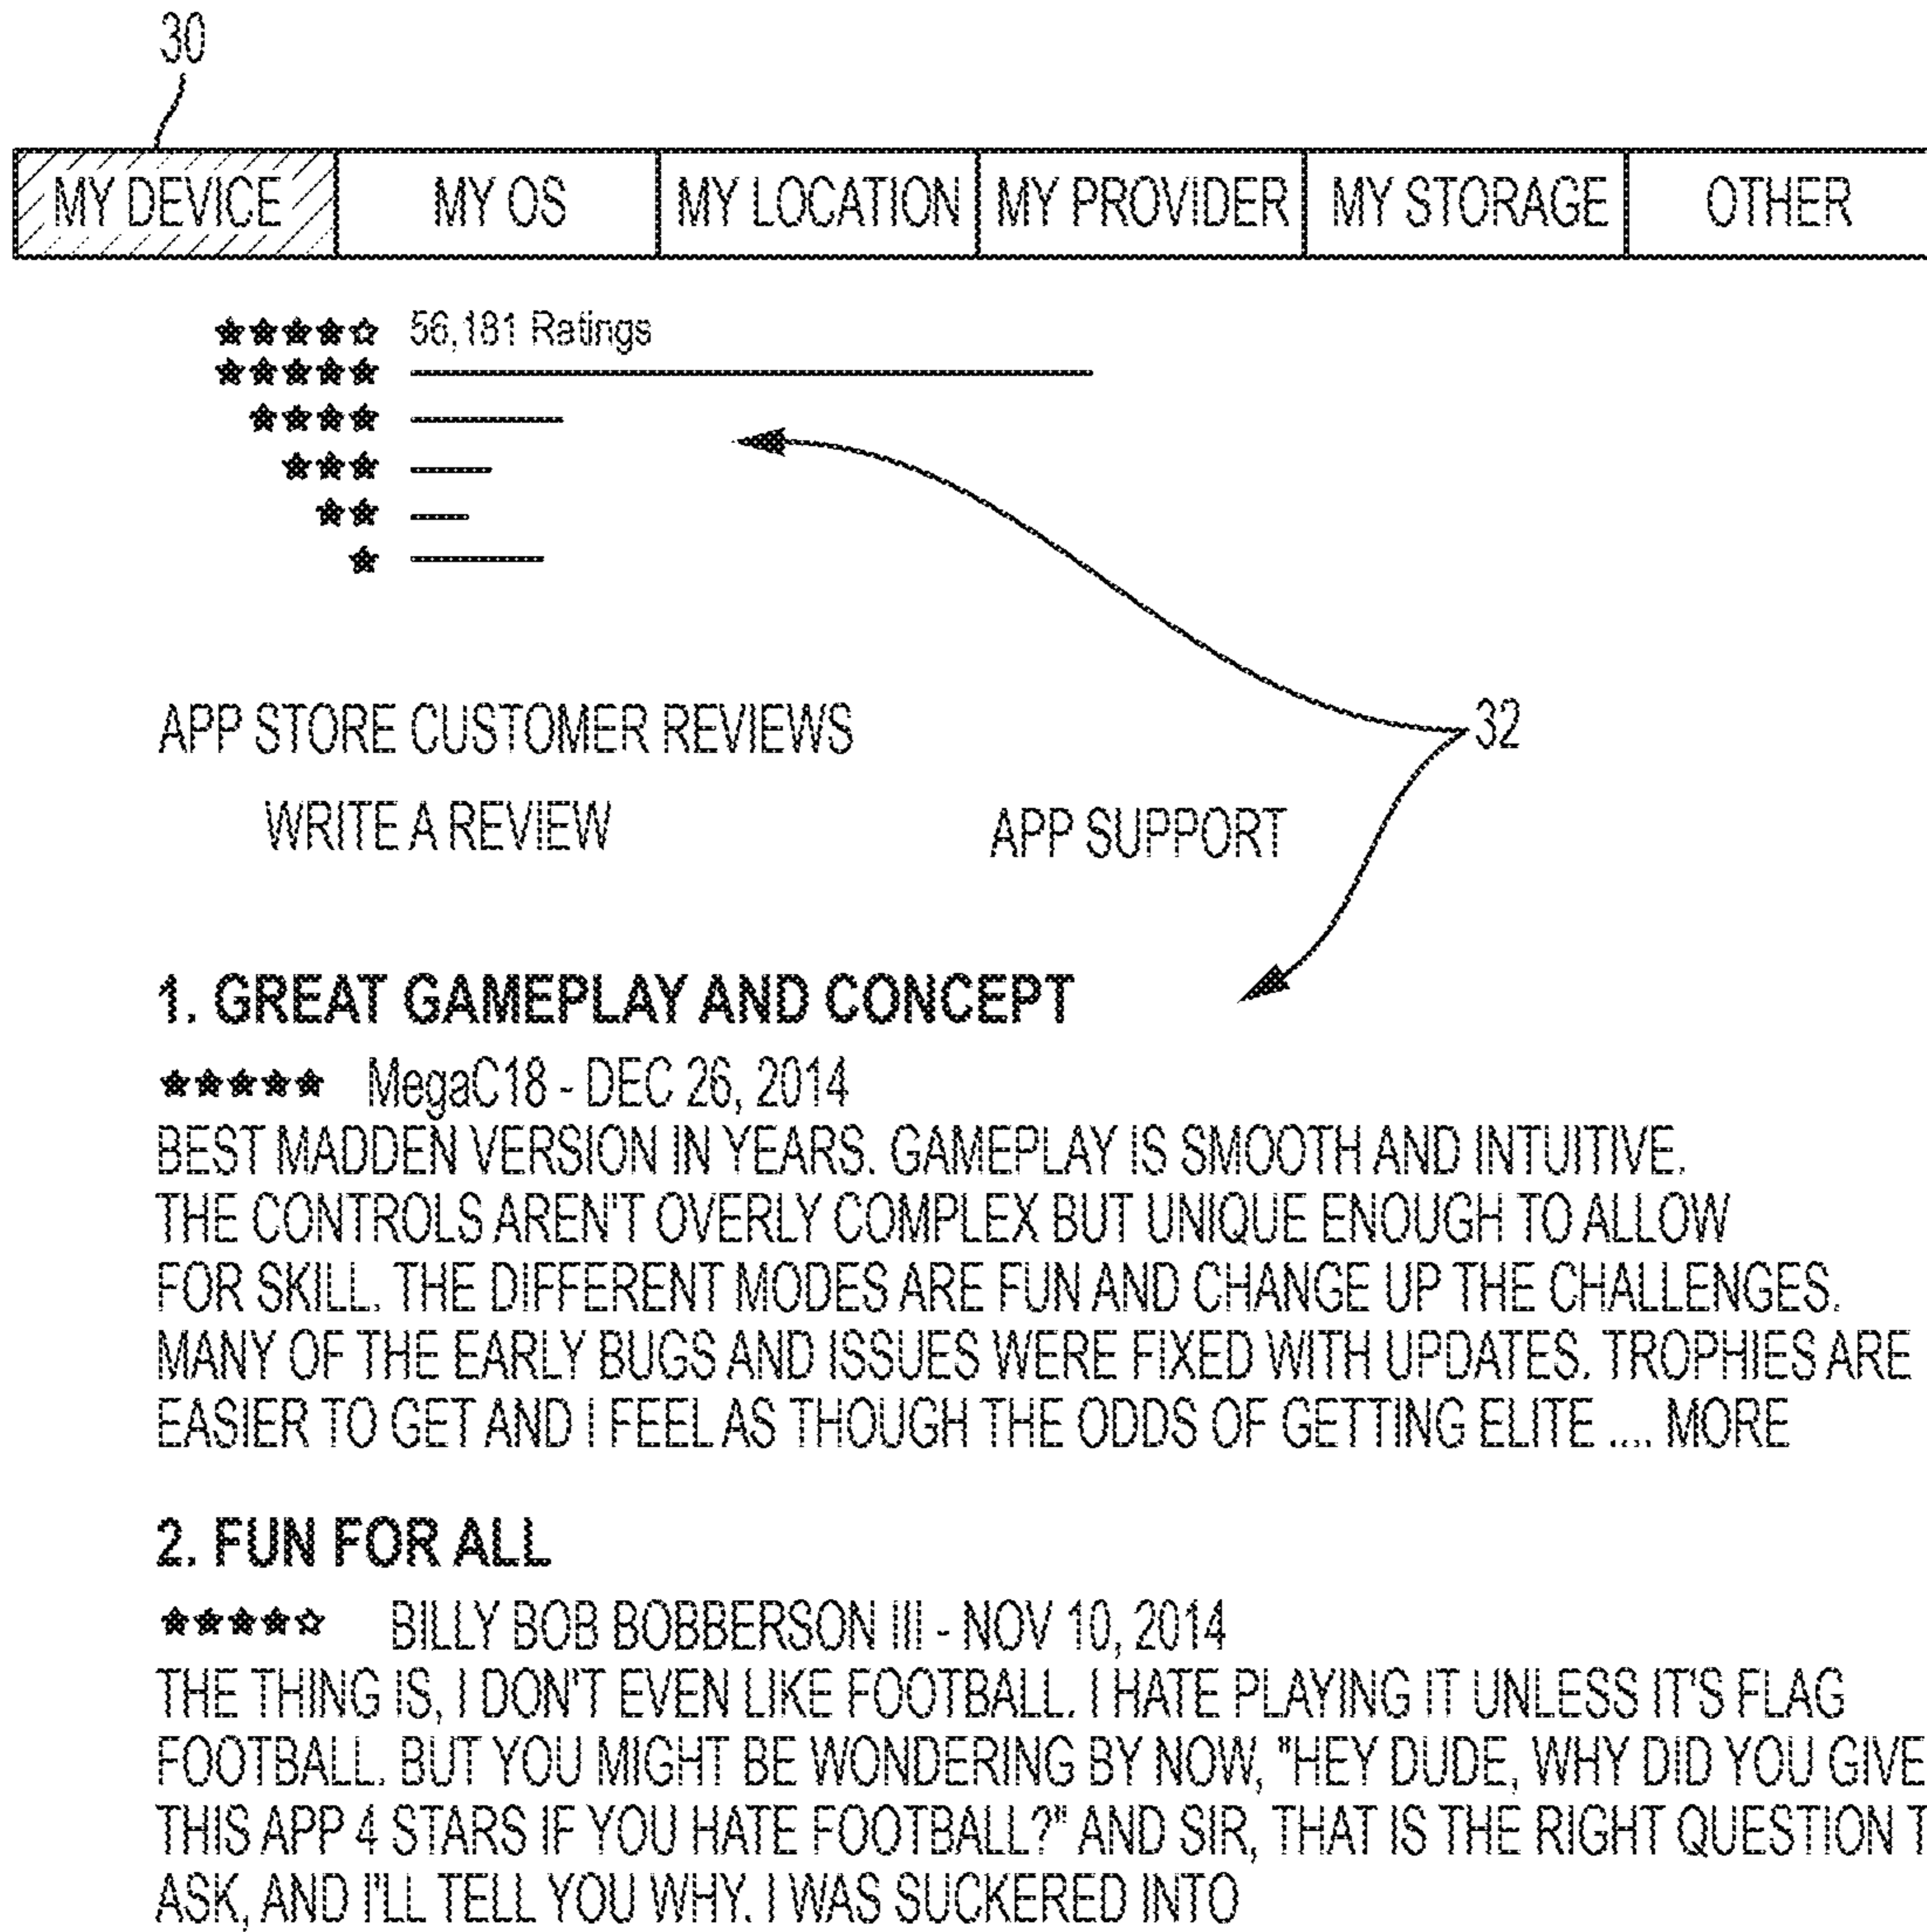 30
MY DEVICE MY OS MY LOCATION MY PROVIDER MY STORAGE OTHER
56,181 Ratings
APP STORE CUSTOMER REVIEWS
32
WRITE A REVIEW APP SUPPORT
1. GREAT GAMEPLAY AND CONCEPT
MegaC18 - DEC 26, 2014
BEST MADDEN VERSION IN YEARS. GAMEPLAY IS SMOOTH AND INTUITIVE.
THE CONTROLS AREN'T OVERLY COMPLEX BUT UNIQUE ENOUGH TO ALLOW
FOR SKILL. THE DIFFERENT MODES ARE FUN AND CHANGE UP THE CHALLENGES.
MANY OF THE EARLY BUGS AND ISSUES WERE FIXED WITH UPDATES. TROPHIES ARE
EASIER TO GET AND I FEEL AS THOUGH THE ODDS OF GETTING ELITE .... MORE
2. FUN FOR ALL
BILLY BOB BOBBERSON III - NOV 10, 2014
THE THING IS, I DON'T EVEN LIKE FOOTBALL. I HATE PLAYING IT UNLESS IT'S FLAG
FOOTBALL. BUT YOU MIGHT BE WONDERING BY NOW, "HEY DUDE, WHY DID YOU GIVE
THIS APP 4 STARS IF YOU HATE FOOTBALL?" AND SIR, THAT IS THE RIGHT QUESTION T
ASK, AND I'LL TELL YOU WHY. I WAS SUCKERED INTO